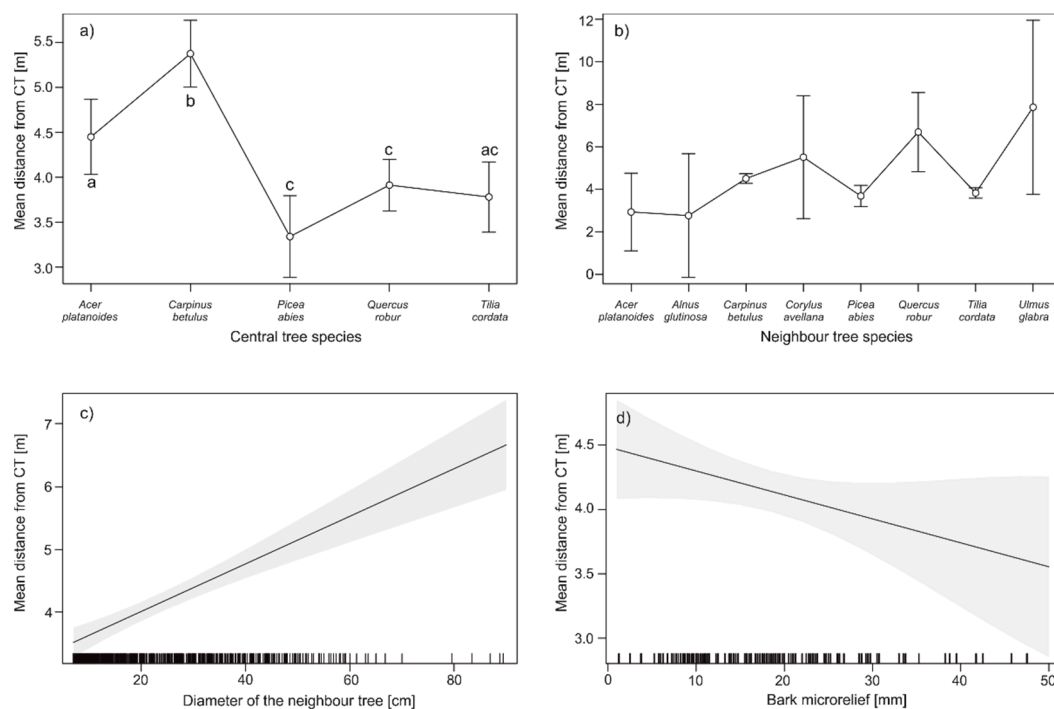 a)
Mean distance from CT [m]
5.5
5.0
4.5
4.0
3.5
3.0
a
b
c
c
ac
Acer platanoides
Carpinus betulus
Picea abies
Quercus robur
Tilia cordata
Central tree species
b)
Mean distance from CT [m]
12
10
8
6
4
2
0
Acer platanoides
Alnus glutinosa
Carpinus betulus
Corylus avellana
Picea abies
Quercus robur
Tilia cordata
Ulmus glabra
Neighbour tree species
c)
Mean distance from CT [m]
7
6
5
4
20 40 60 80
Diameter of the neighbour tree [cm]
d)
Mean distance from CT [m]
4.5
4.0
3.5
3.0
0 10 20 30 40 50
Bark microrelief [mm]